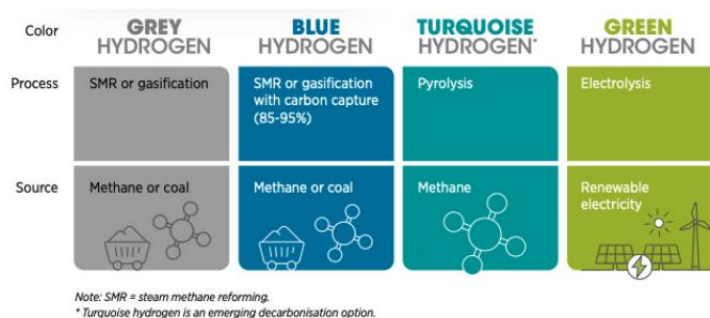 Color
GREY
HYDROGEN
BLUE
HYDROGEN
TURQUOISE
HYDROGEN*
GREEN
HYDROGEN
Process
SMR or gasification
SMR or gasification
with carbon capture
(85-95%)
Pyrolysis
Electrolysis
Source
Methane or coal
Methane or coal
Methane
Renewable
electricity
Note: SMR = steam methane reforming.
* Turquoise hydrogen is an emerging decarbonisation option.